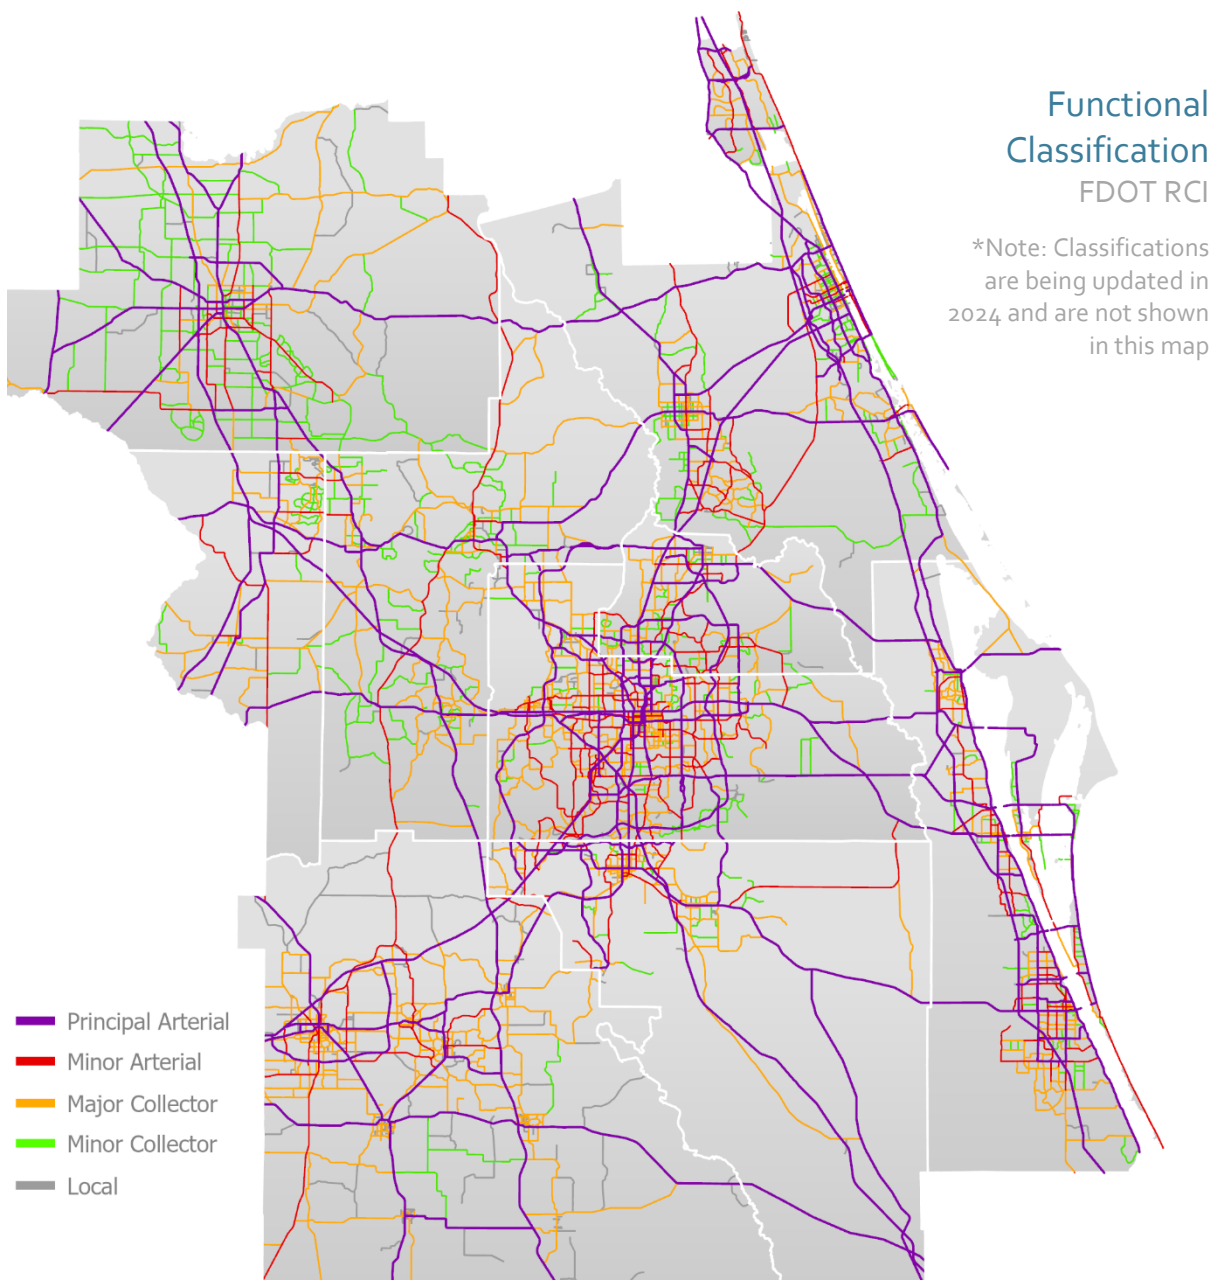 Functional
Classification
FDOT RCI
*Note: Classifications
are being updated in
2024 and are not shown
in this map
Principal Arterial
Minor Arterial
Major Collector
Minor Collector
Local